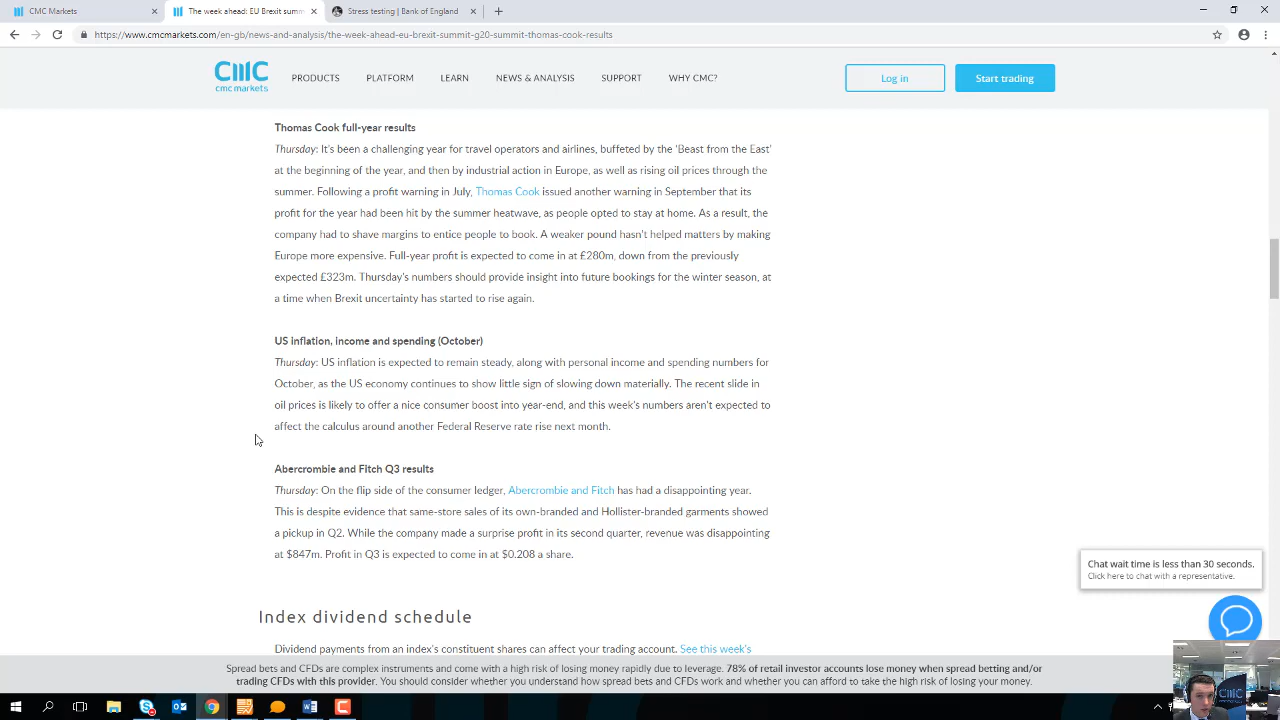 CMC Markets
The week ahead: EU Brexit summ
Stress testing | Bank of England
https://www.cmcmarkets.com/en-gb/news-and-analysis/the-week-ahead-eu-brexit-summit-g20-summit-thomas-cook-results
cmc markets
PRODUCTS PLATFORM LEARN NEWS & ANALYSIS SUPPORT WHY CMC?
Log in
Start trading
Thomas Cook full-year results
Thursday: It's been a challenging year for travel operators and airlines, buffeted by the 'Beast from the East'
at the beginning of the year, and then by industrial action in Europe, as well as rising oil prices through the
summer. Following a profit warning in July, Thomas Cook issued another warning in September that its
profit for the year had been hit by the summer heatwave, as people opted to stay at home. As a result, the
company had to shave margins to entice people to book. A weaker pound hasn't helped matters by making
Europe more expensive. Full-year profit is expected to come in at £280m, down from the previously
expected £323m. Thursday's numbers should provide insight into future bookings for the winter season, at
a time when Brexit uncertainty has started to rise again.
US inflation, income and spending (October)
Thursday: US inflation is expected to remain steady, along with personal income and spending numbers for
October, as the US economy continues to show little sign of slowing down materially. The recent slide in
oil prices is likely to offer a nice consumer boost into year-end, and this week's numbers aren't expected to
affect the calculus around another Federal Reserve rate rise next month.
Abercrombie and Fitch Q3 results
Thursday: On the flip side of the consumer ledger, Abercrombie and Fitch has had a disappointing year.
This is despite evidence that same-store sales of its own-branded and Hollister-branded garments showed
a pickup in Q2. While the company made a surprise profit in its second quarter, revenue was disappointing
at $847m. Profit in Q3 is expected to come in at $0.208 a share.
Chat wait time is less than 30 seconds.
Click here to chat with a representative.
Index dividend schedule
Dividend payments from an index's constituent shares can affect your trading account. See this week's
Spread bets and CFDs are complex instruments and come with a high risk of losing money rapidly due to leverage. 78% of retail investor accounts lose money when spread betting and/or
trading CFDs with this provider. You should consider whether you understand how spread bets and CFDs work and whether you can afford to take the high risk of losing your money.